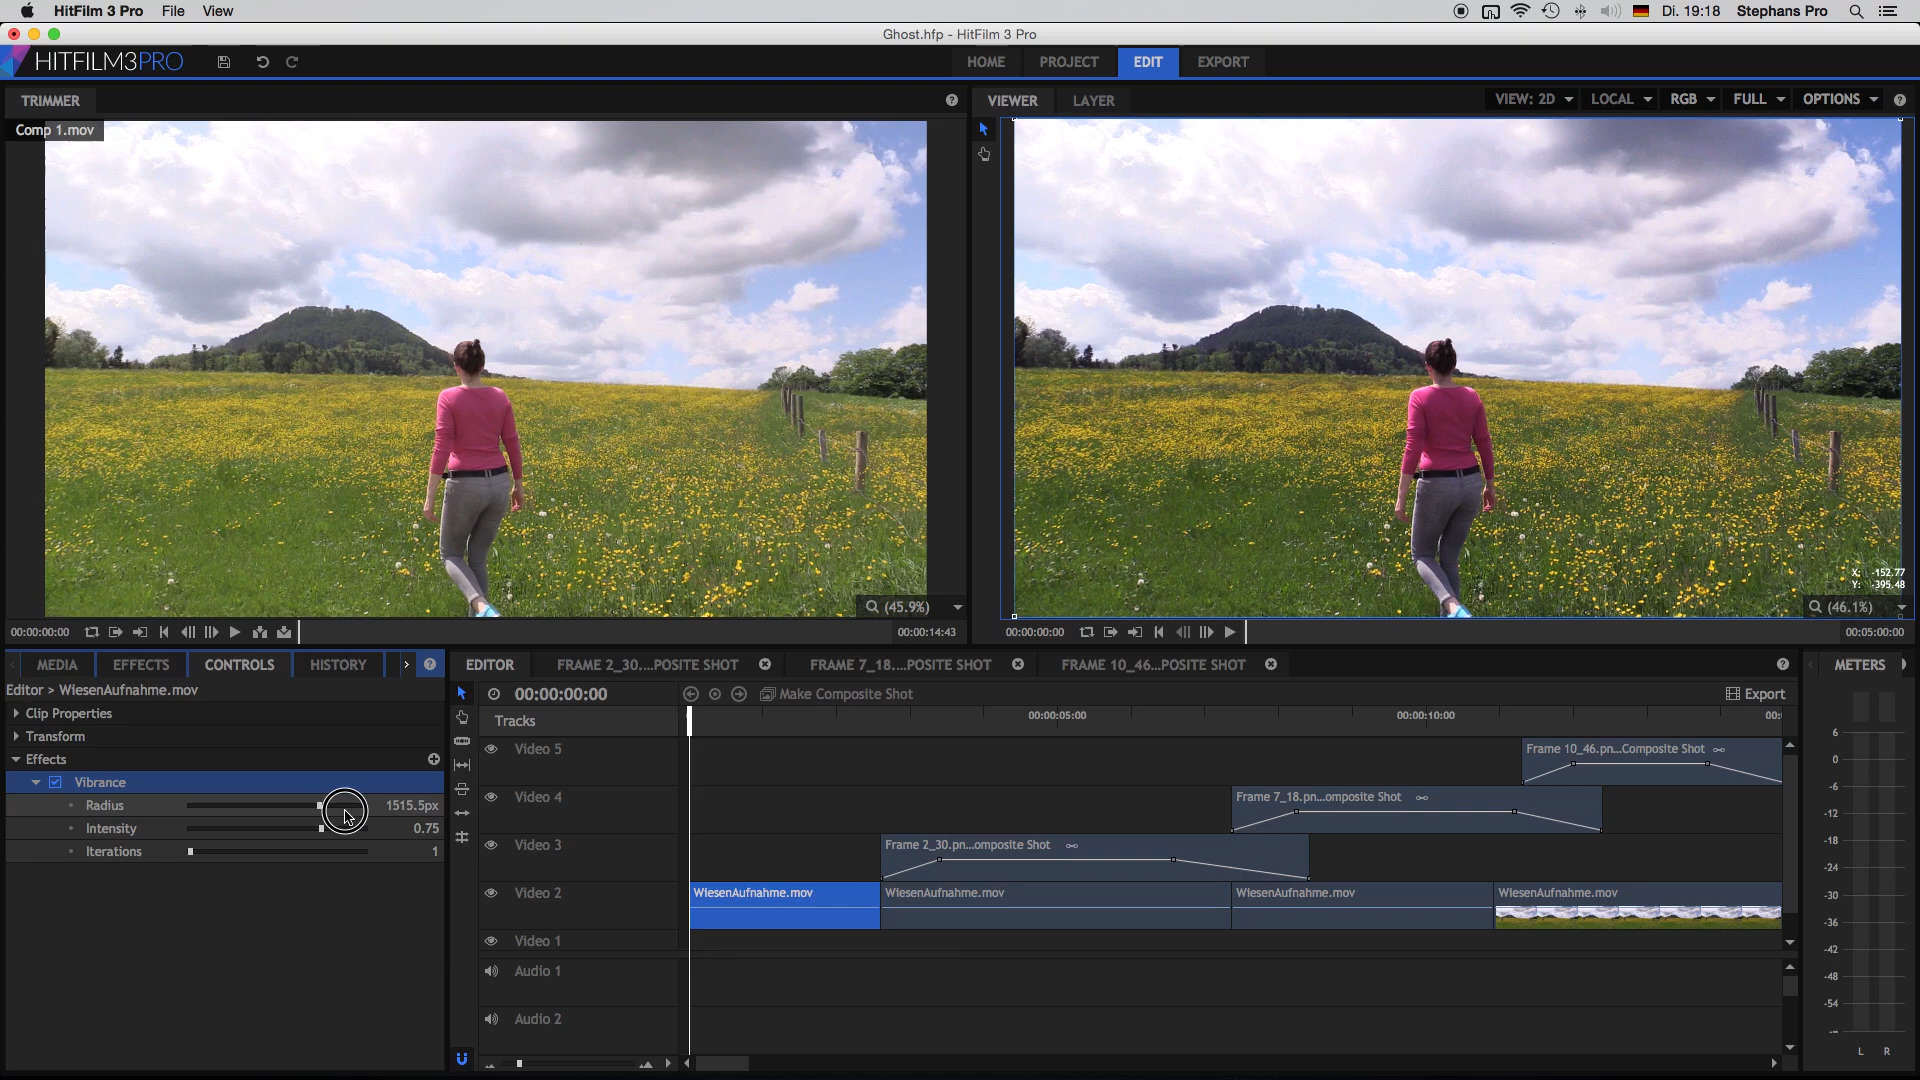 HitFilm 3 Pro File View Di. 19:18 Stephans Pro
Ghost.hfp - HitFilm 3 Pro
HITFILM3PRO HOME PROJECT EDIT EXPORT
TRIMMER
Comp 1.mov
(45.9%)
00:00:00:00 00:00:14:43
VIEWER LAYER VIEW: 2D LOCAL RGB FULL OPTIONS
X: -152.77
Y: -395.48
(46.1%)
00:00:00:00 00:05:00:00
MEDIA EFFECTS CONTROLS HISTORY
Editor > WiesenAufnahme.mov
Clip Properties
Transform
Effects
Vibrance
Radius 1515.5px
Intensity 0.75
Iterations 1
EDITOR FRAME 2_30....POSITE SHOT FRAME 7_18....POSITE SHOT FRAME 10_46...POSITE SHOT
00:00:00:00 Make Composite Shot Export
Tracks 00:00:05:00 00:00:10:00 00:
Video 5 Frame 10_46.pn...Composite Shot
Video 4 Frame 7_18.pn...omposite Shot
Video 3 Frame 2_30.pn...omposite Shot
Video 2 WiesenAufnahme.mov WiesenAufnahme.mov WiesenAufnahme.mov WiesenAufnahme.mov
Video 1
Audio 1
Audio 2
METERS
6
0
-6
-12
-18
-24
-30
-36
-42
-48
-54
-∞
L R